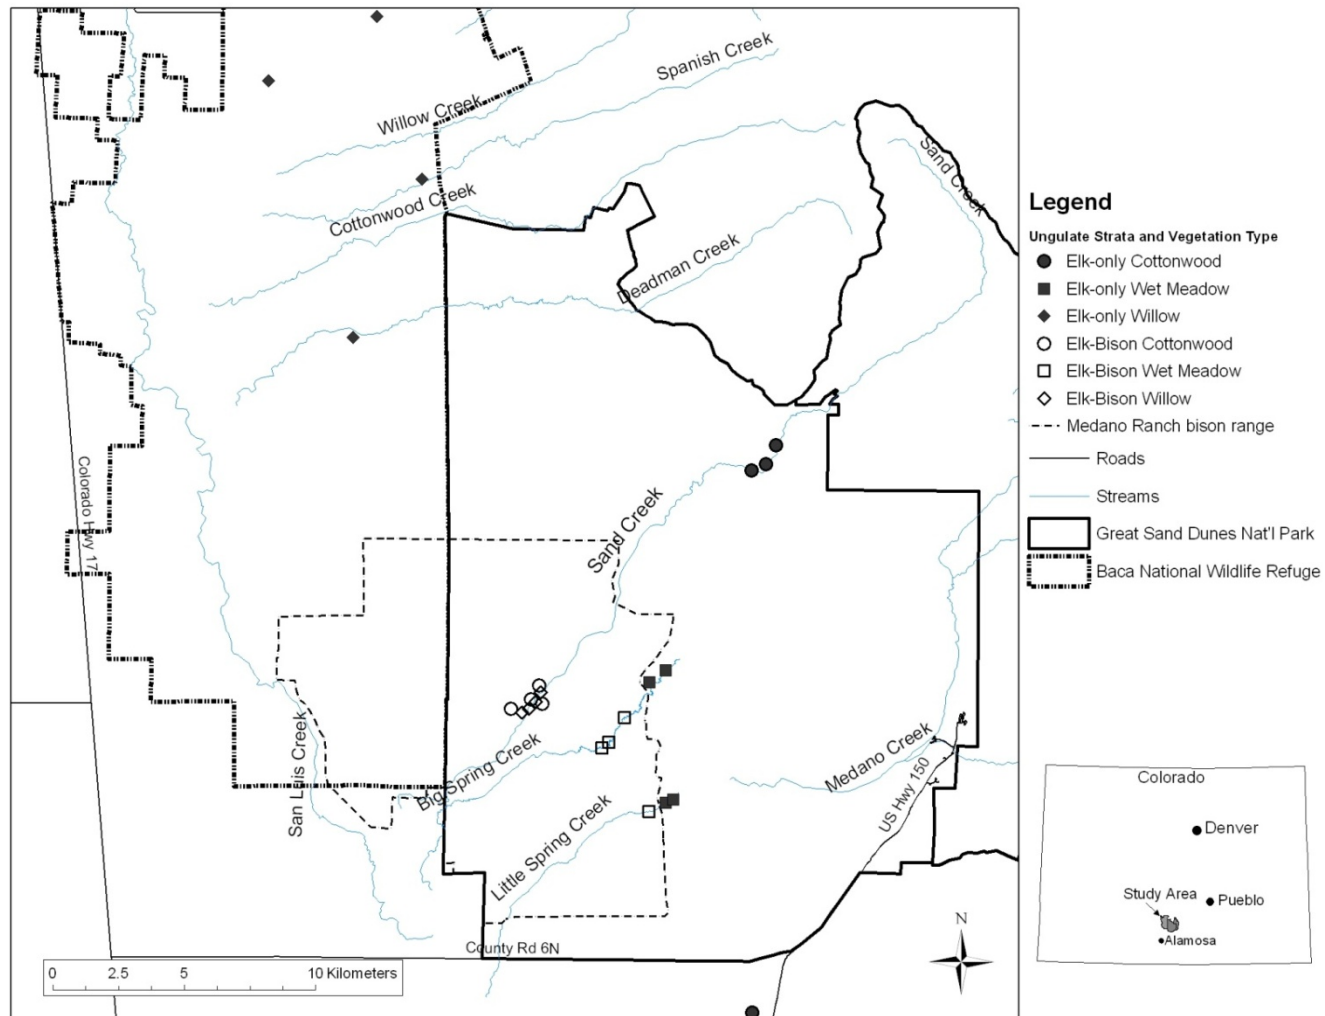 Spanish Creek
Willow Creek
Sand Creek
Cottonwood Creek
Deadman Creek
Colorado Hwy 17
Sand Creek
San Luis Creek
Big Spring Creek
Little Spring Creek
Medano Creek
US Hwy 150
County Rd 6N
0 2.5 5 10 Kilometers
N
Legend
Ungulate Strata and Vegetation Type
Elk-only Cottonwood
Elk-only Wet Meadow
Elk-only Willow
Elk-Bison Cottonwood
Elk-Bison Wet Meadow
Elk-Bison Willow
Medano Ranch bison range
Roads
Streams
Great Sand Dunes Nat'l Park
Baca National Wildlife Refuge
Colorado
Denver
Study Area
Pueblo
Alamosa